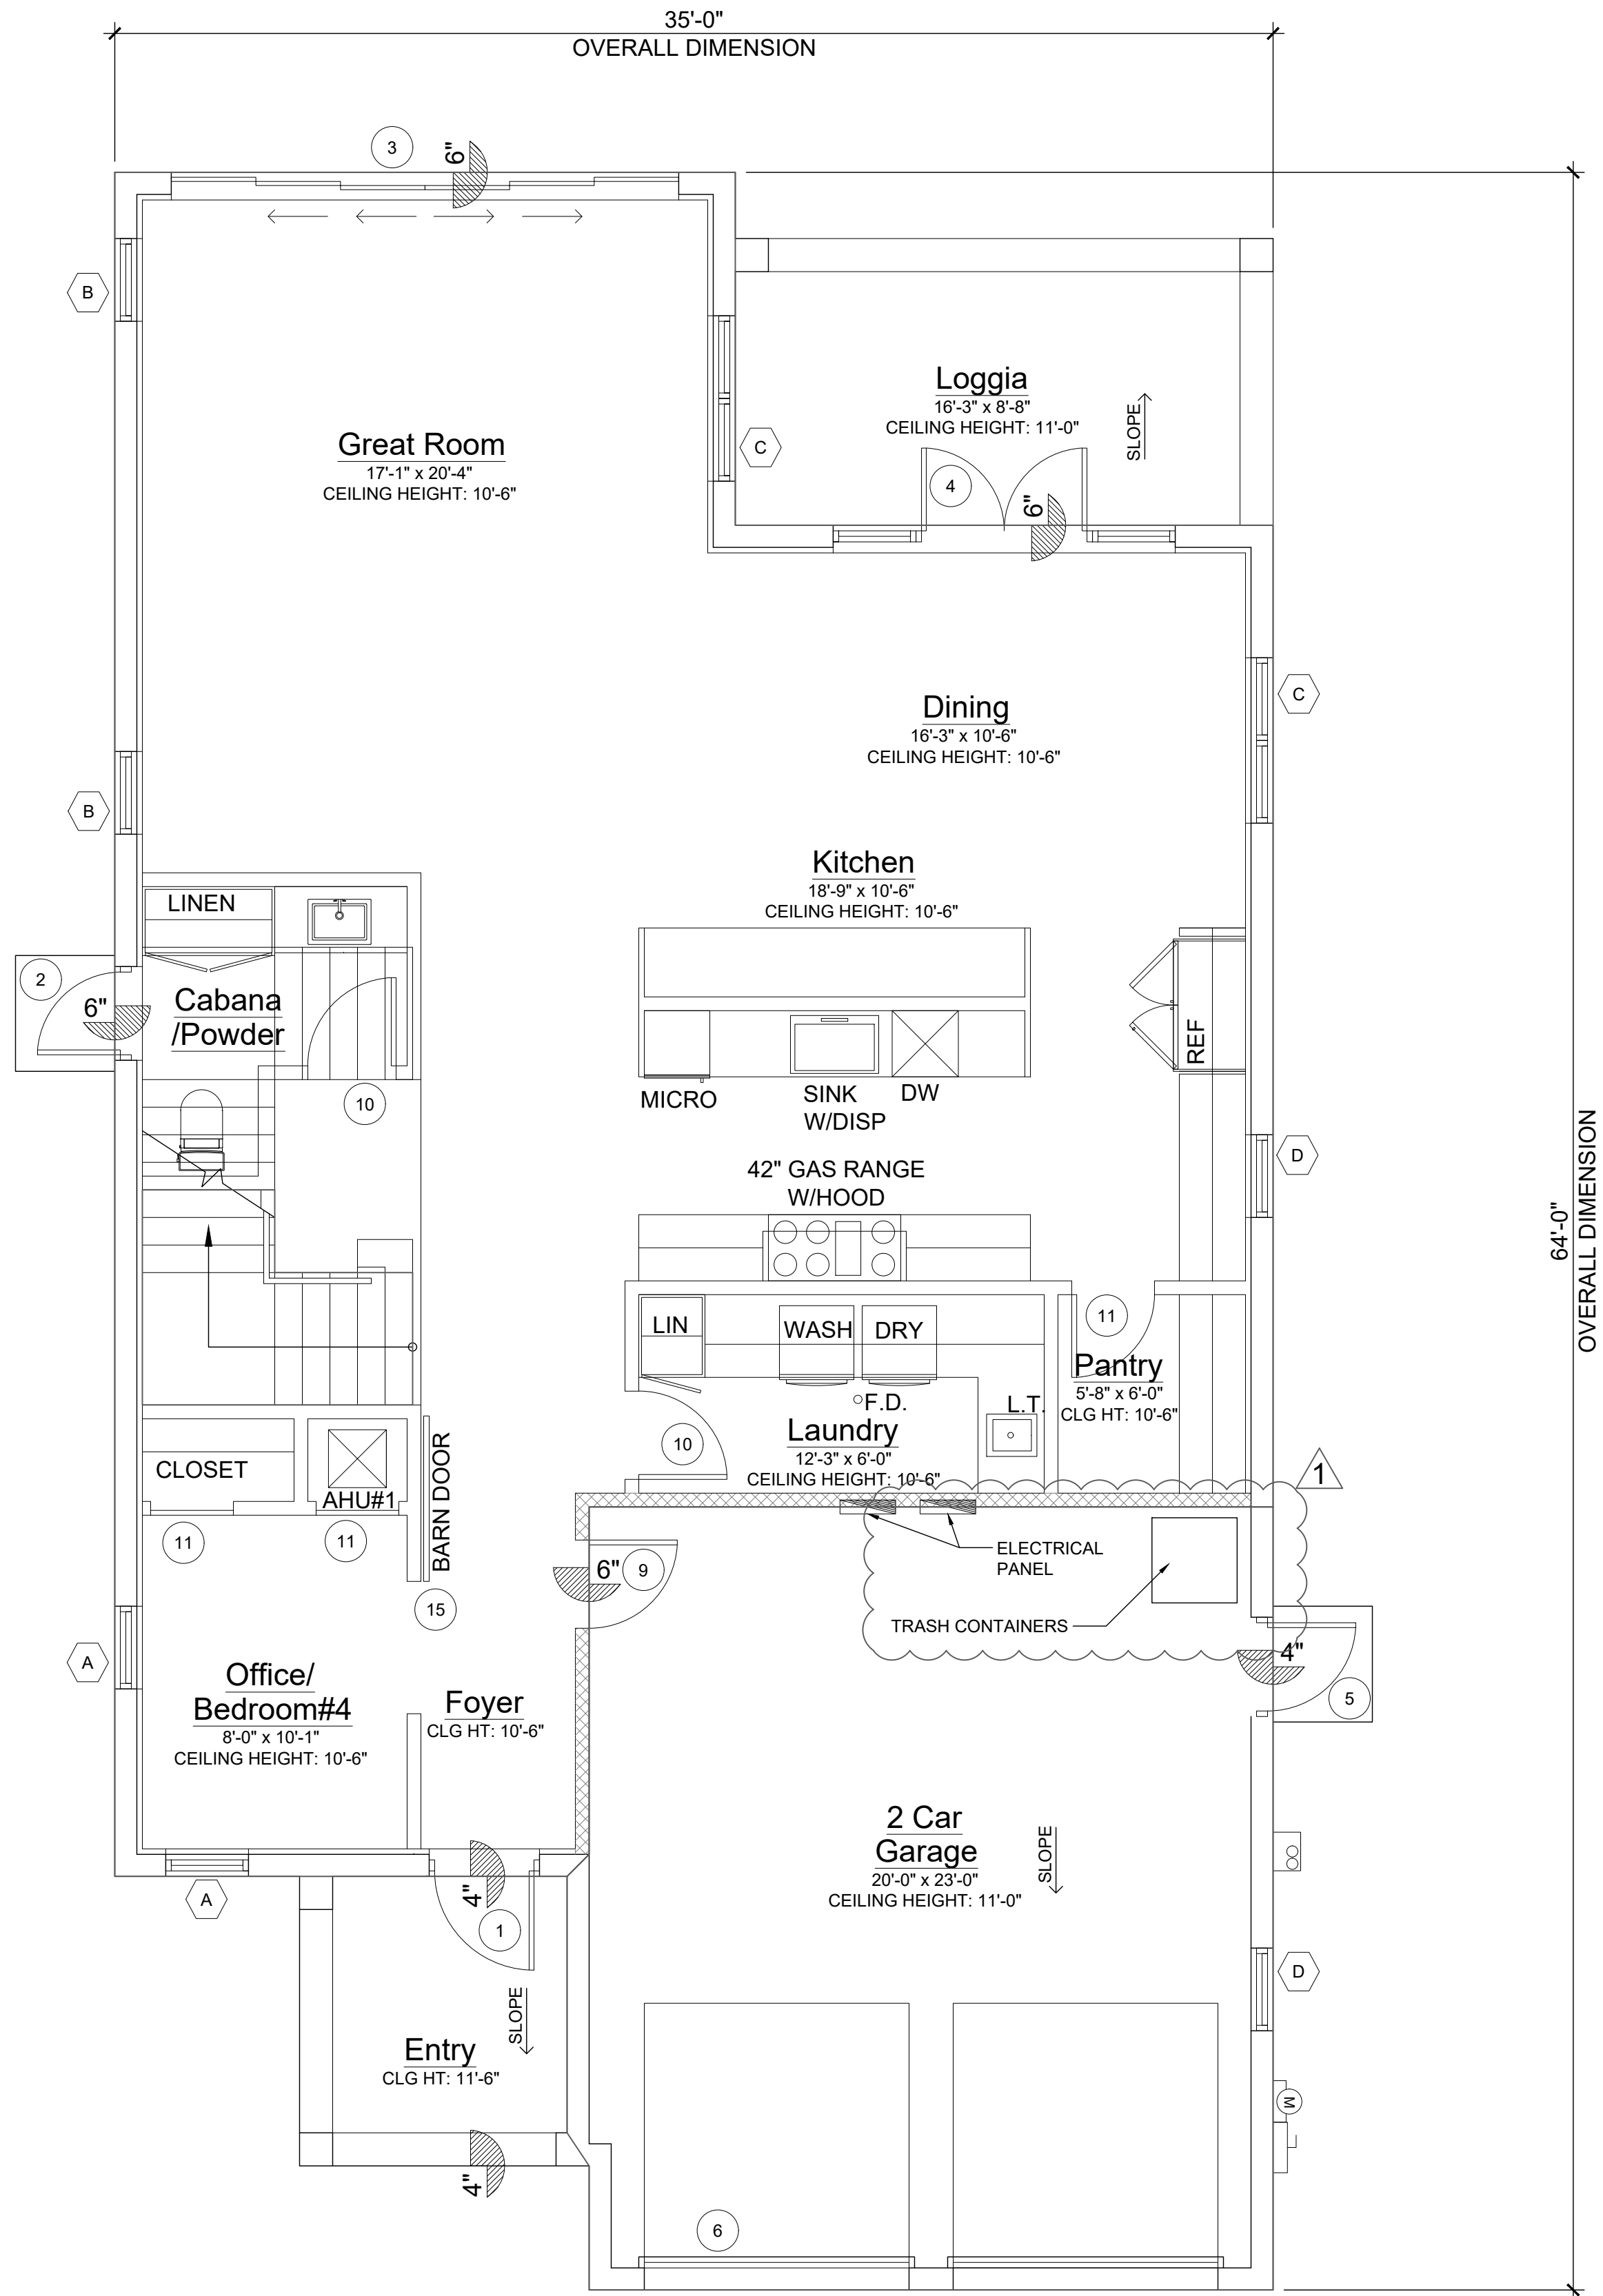 35'-0"
OVERALL DIMENSION
3
6"
B
Loggia
16'-3" x 8'-8"
CEILING HEIGHT: 11'-0"
SLOPE
Great Room
17'-1" x 20'-4"
CEILING HEIGHT: 10'-6"
C
4
6"
C
Dining
16'-3" x 10'-6"
CEILING HEIGHT: 10'-6"
B
Kitchen
18'-9" x 10'-6"
CEILING HEIGHT: 10'-6"
LINEN
2
6"
Cabana
/Powder
REF
10
MICRO
SINK
W/DISP
DW
D
42" GAS RANGE
W/HOOD
64'-0"
OVERALL DIMENSION
LIN
WASH
DRY
11
Pantry
5'-8" x 6'-0"
CLG HT: 10'-6"
F.D.
L.T.
10
Laundry
12'-3" x 6'-0"
CEILING HEIGHT: 10'-6"
CLOSET
AHU#1
BARN DOOR
1
11
11
ELECTRICAL
PANEL
6"
9
15
TRASH CONTAINERS
4"
5
A
Office/
Bedroom#4
8'-0" x 10'-1"
CEILING HEIGHT: 10'-6"
Foyer
CLG HT: 10'-6"
2 Car
Garage
20'-0" x 23'-0"
CEILING HEIGHT: 11'-0"
SLOPE
A
4"
1
D
SLOPE
Entry
CLG HT: 11'-6"
M
4"
6